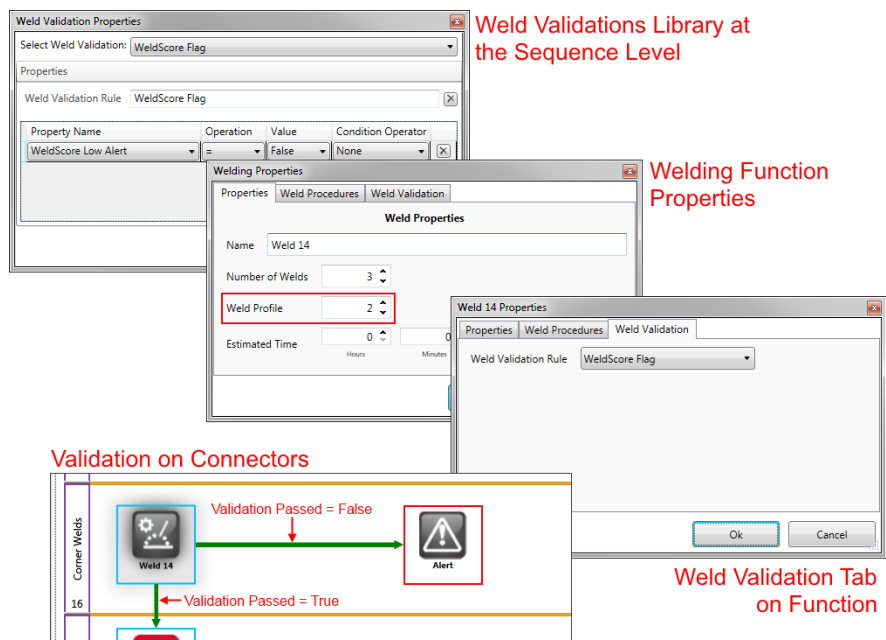 Weld Validation Properties
Weld Validations Library at
the Sequence Level
Select Weld Validation: WeldScore Flag
Properties
Weld Validation Rule WeldScore Flag
Property Name Operation Value Condition Operator
WeldScore Low Alert = False None
Welding Properties
Welding Function
Properties
Properties Weld Procedures Weld Validation
Weld Properties
Name Weld 14
Number of Welds 3
Weld Profile 2
Estimated Time 0 0
Hours Minutes
Weld 14 Properties
Properties Weld Procedures Weld Validation
Weld Validation Rule WeldScore Flag
Ok Cancel
Weld Validation Tab
on Function
Validation on Connectors
Corner Welds
16
Weld 14
Validation Passed = False
Alert
Validation Passed = True